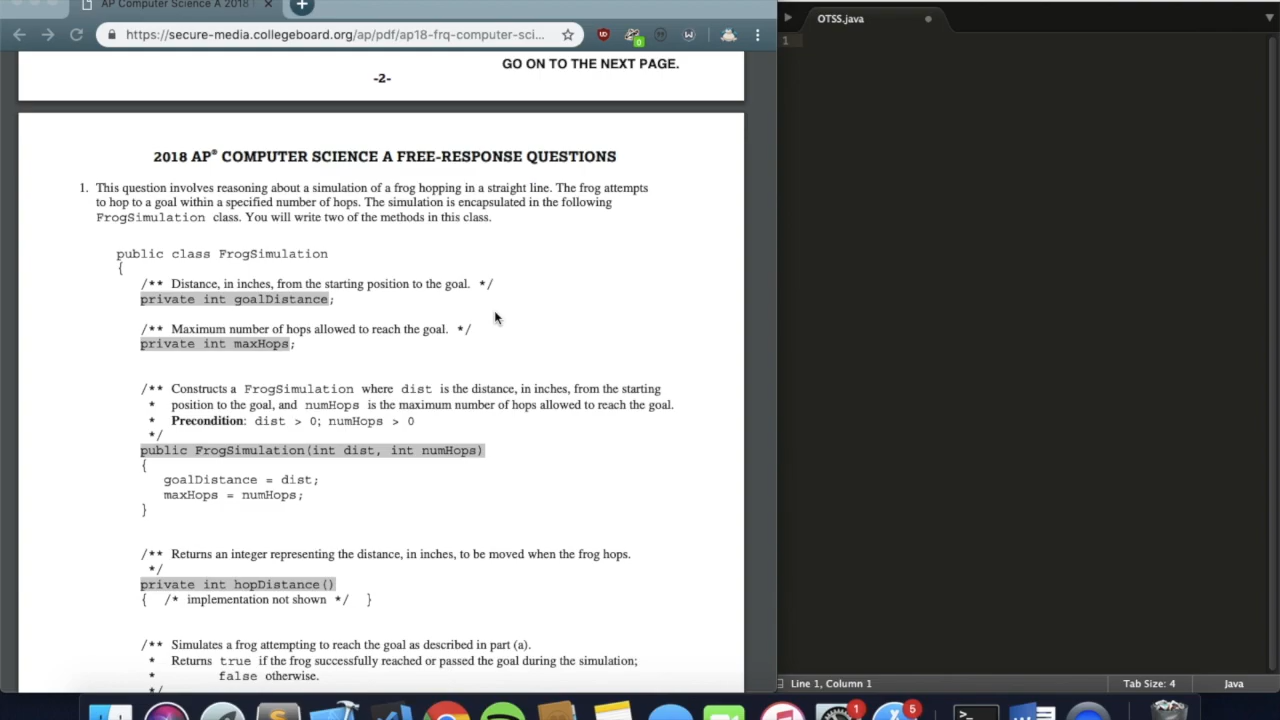 AP Computer Science A 2018
https://secure-media.collegeboard.org/ap/pdf/ap18-frq-computer-sci...
0
W
GO ON TO THE NEXT PAGE.
-2-
2018 AP® COMPUTER SCIENCE A FREE-RESPONSE QUESTIONS
1. This question involves reasoning about a simulation of a frog hopping in a straight line. The frog attempts
to hop to a goal within a specified number of hops. The simulation is encapsulated in the following
FrogSimulation class. You will write two of the methods in this class.
public class FrogSimulation
{
/** Distance, in inches, from the starting position to the goal. */
private int goalDistance;
/** Maximum number of hops allowed to reach the goal. */
private int maxHops;
/** Constructs a FrogSimulation where dist is the distance, in inches, from the starting
* position to the goal, and numHops is the maximum number of hops allowed to reach the goal.
* Precondition: dist > 0; numHops > 0
*/
public FrogSimulation(int dist, int numHops)
{
goalDistance = dist;
maxHops = numHops;
}
/** Returns an integer representing the distance, in inches, to be moved when the frog hops.
*/
private int hopDistance()
{ /* implementation not shown */ }
/** Simulates a frog attempting to reach the goal as described in part (a).
* Returns true if the frog successfully reached or passed the goal during the simulation;
* false otherwise.
*/
OTSS.java
1
Line 1, Column 1
Tab Size: 4
Java
1
5